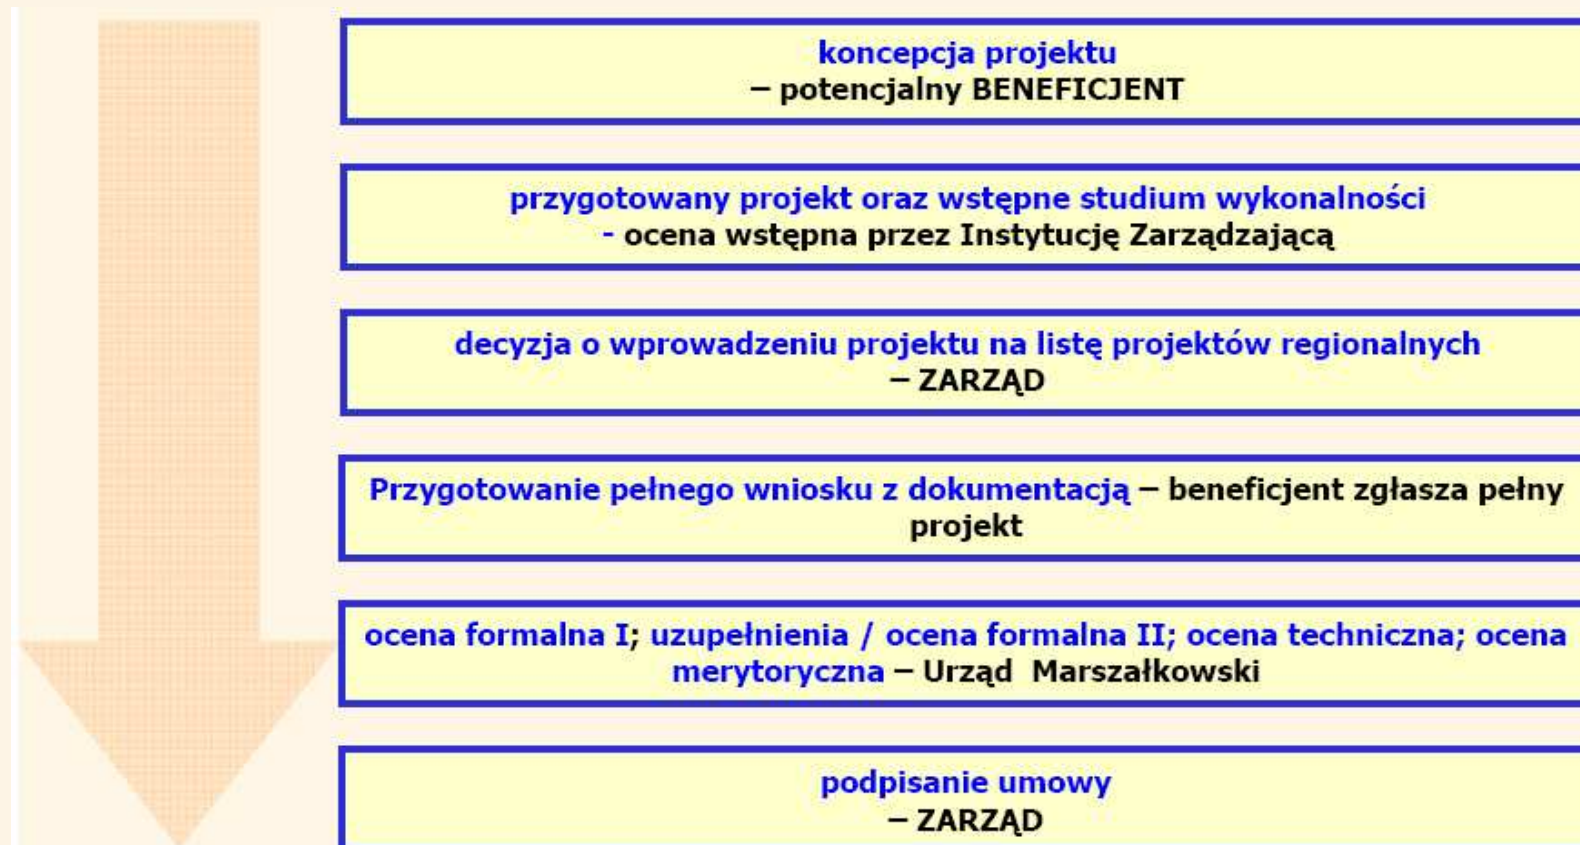 koncepcja projektu
– potencjalny BENEFICJENT
przygotowany projekt oraz wstępne studium wykonalności
- ocena wstępna przez Instytucję Zarządzającą
decyzja o wprowadzeniu projektu na listę projektów regionalnych
– ZARZĄD
Przygotowanie pełnego wniosku z dokumentacją – beneficjent zgłasza pełny
projekt
ocena formalna I; uzupełnienia / ocena formalna II; ocena techniczna; ocena
merytoryczna – Urząd  Marszałkowski
podpisanie umowy
– ZARZĄD